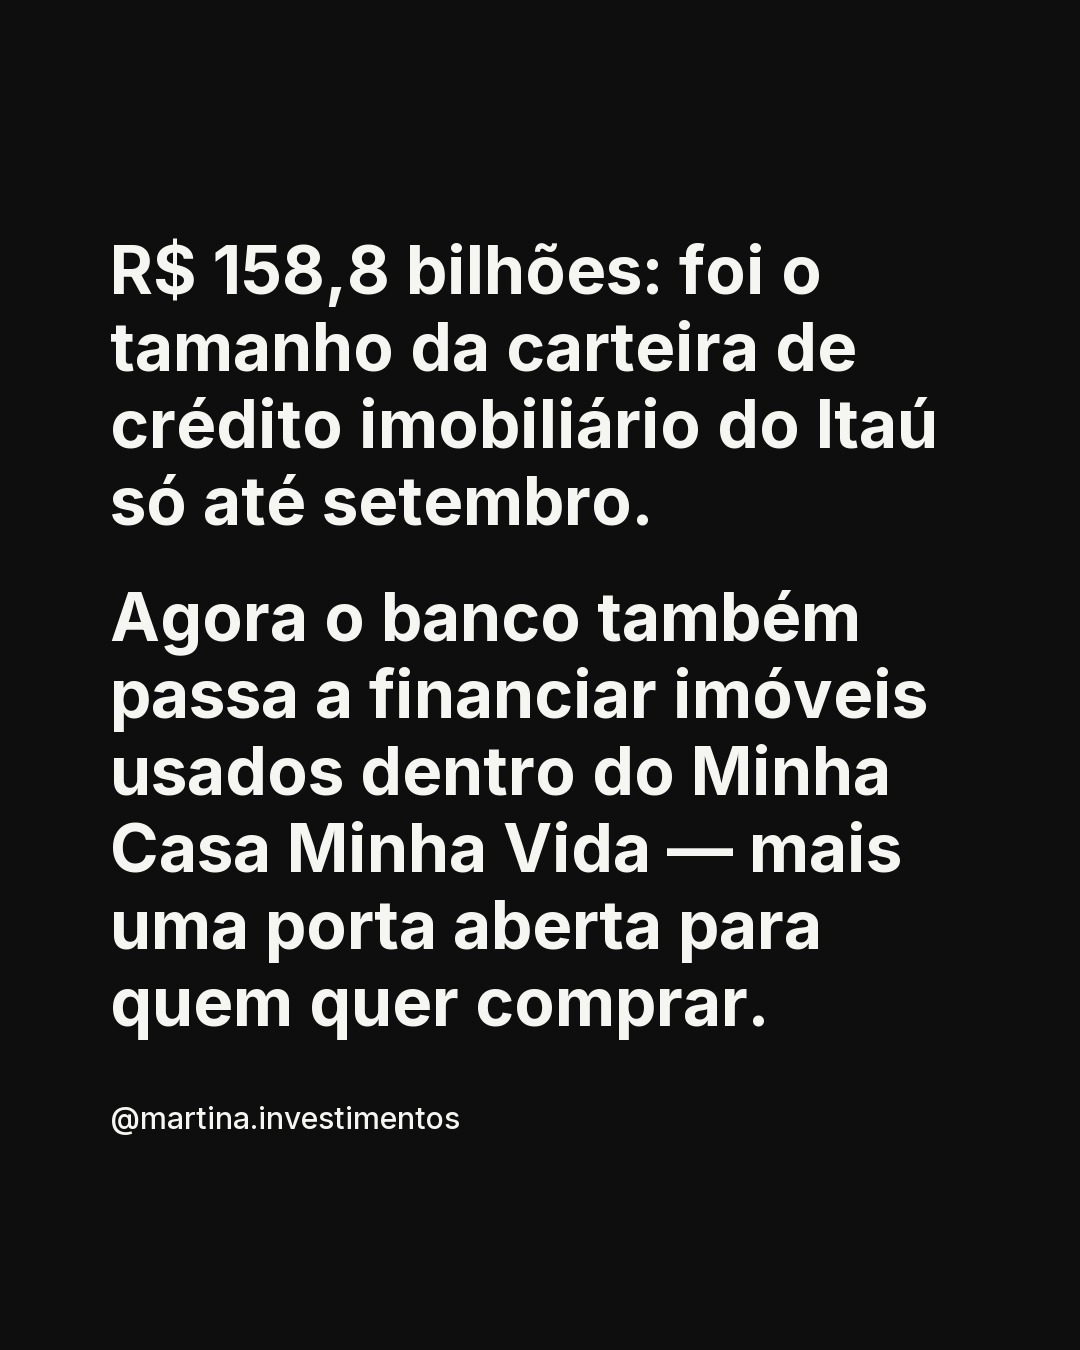 R$ 158,8 bilhões: foi o
tamanho da carteira de
crédito imobiliário do Itaú
só até setembro.
Agora o banco também
passa a financiar imóveis
usados dentro do Minha
Casa Minha Vida — mais
uma porta aberta para
quem quer comprar.
@martina.investimentos